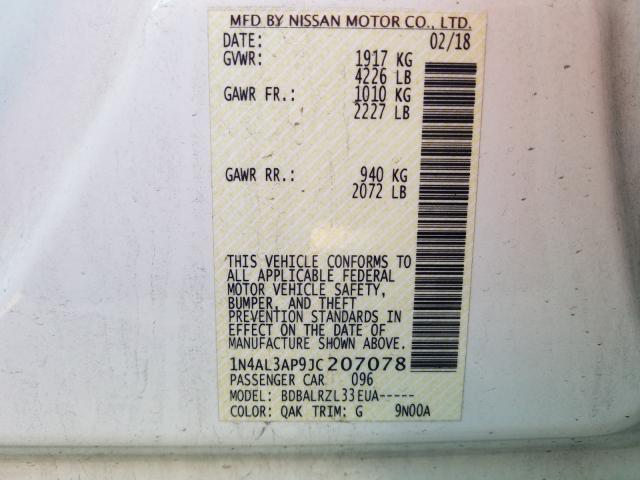 MFD BY NISSAN MOTOR CO., LTD.
DATE: 02/18
GVWR: 1917 KG
4226 LB
GAWR FR.: 1010 KG
2227 LB
GAWR RR.: 940 KG
2072 LB
THIS VEHICLE CONFORMS TO
ALL APPLICABLE FEDERAL
MOTOR VEHICLE SAFETY,
BUMPER, AND THEFT
PREVENTION STANDARDS IN
EFFECT ON THE DATE OF
MANUFACTURE SHOWN ABOVE.
1N4AL3AP9JC207078
PASSENGER CAR 096
MODEL: BDBALRZL33EUA-----
COLOR: QAK TRIM: G 9N00A